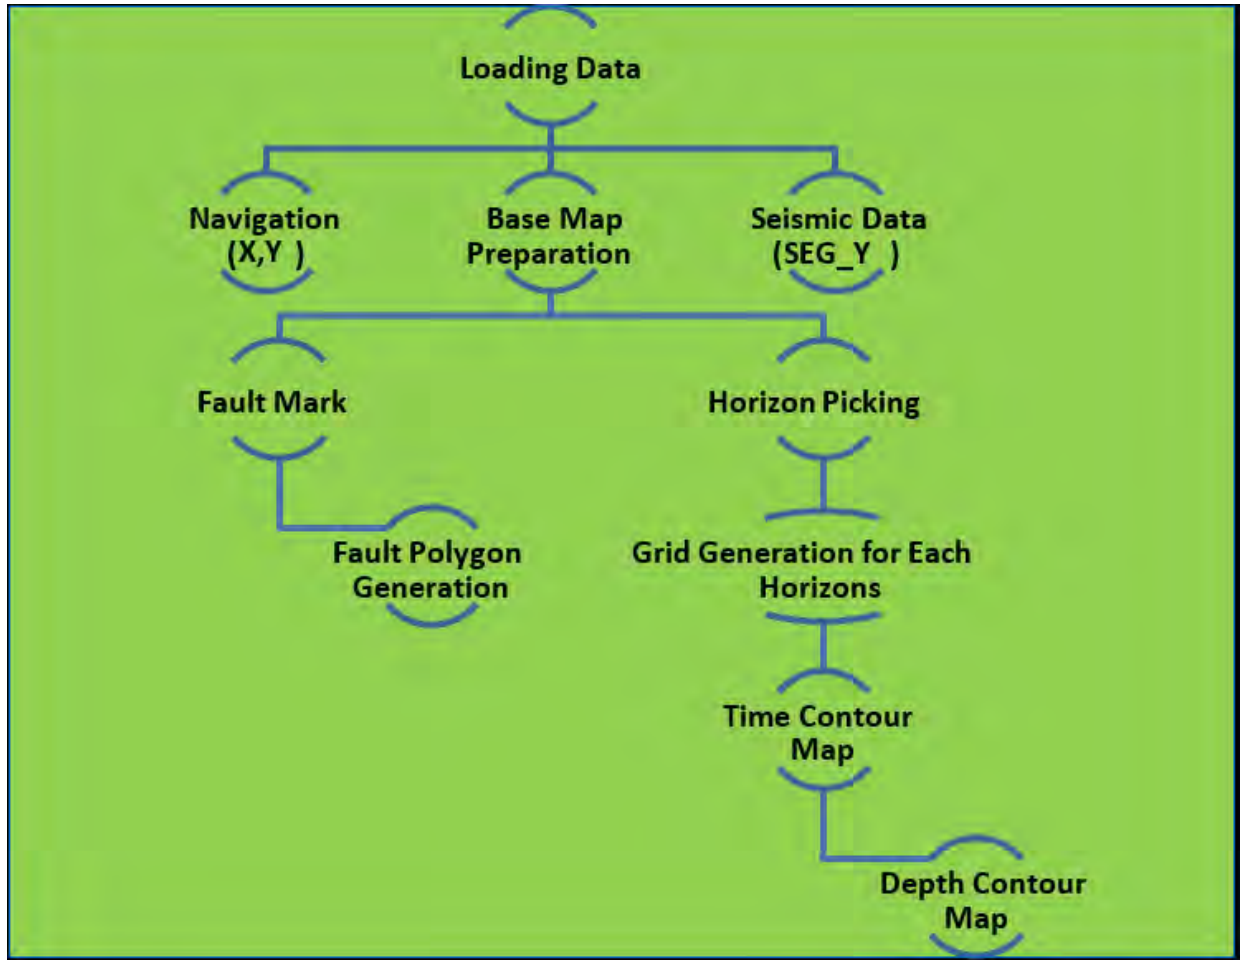 Loading Data
Navigation
(X,Y )
Base Map
Preparation
Seismic Data
(SEG_Y )
Fault Mark
Horizon Picking
Fault Polygon
Generation
Grid Generation for Each
Horizons
Time Contour
Map
Depth Contour
Map